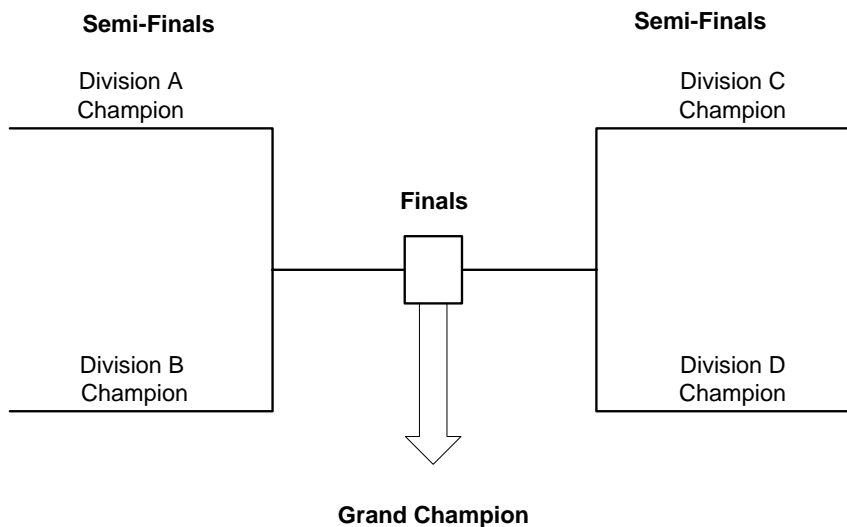 Semi-Finals
Semi-Finals
Division A
Champion
Division C
Champion
Finals
Division B
Champion
Division D
Champion
Grand Champion